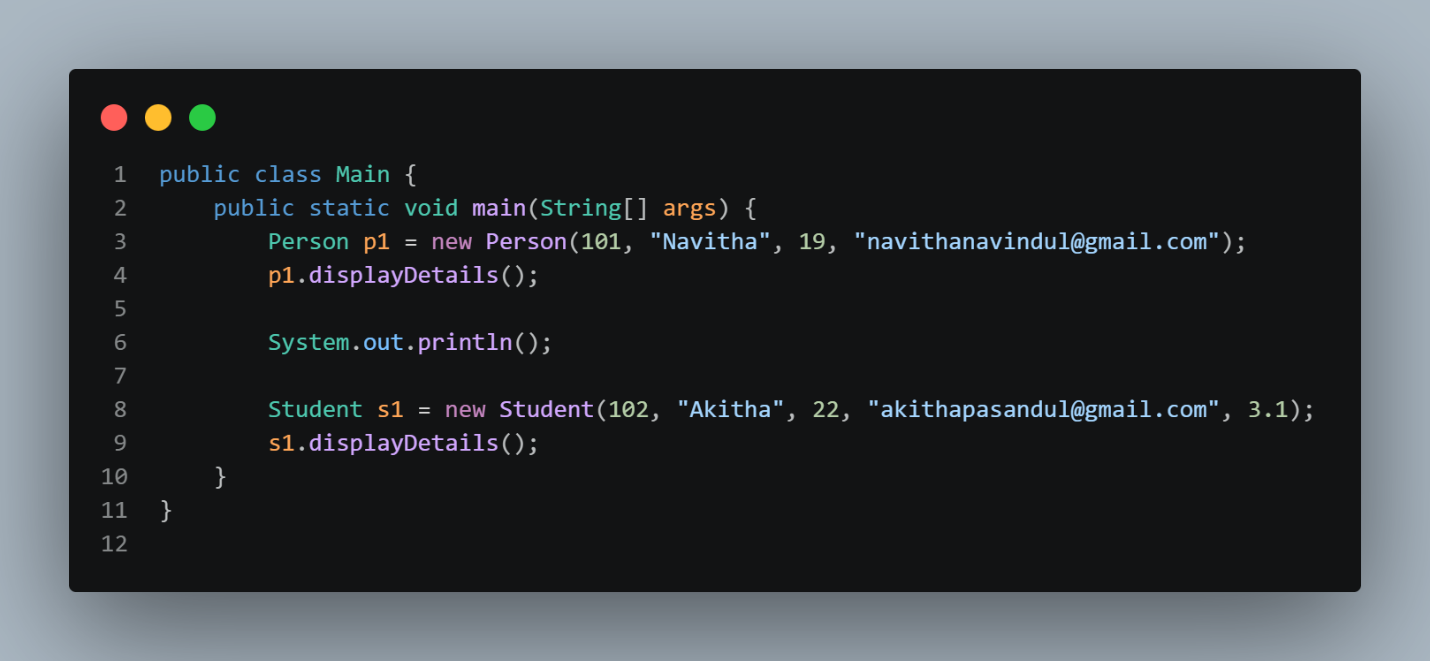 1 public class Main {
2     public static void main(String[] args) {
3         Person p1 = new Person(101, "Navitha", 19, "navithanavindul@gmail.com");
4         p1.displayDetails();
5
6         System.out.println();
7
8         Student s1 = new Student(102, "Akitha", 22, "akithapasandul@gmail.com", 3.1);
9         s1.displayDetails();
10     }
11 }
12